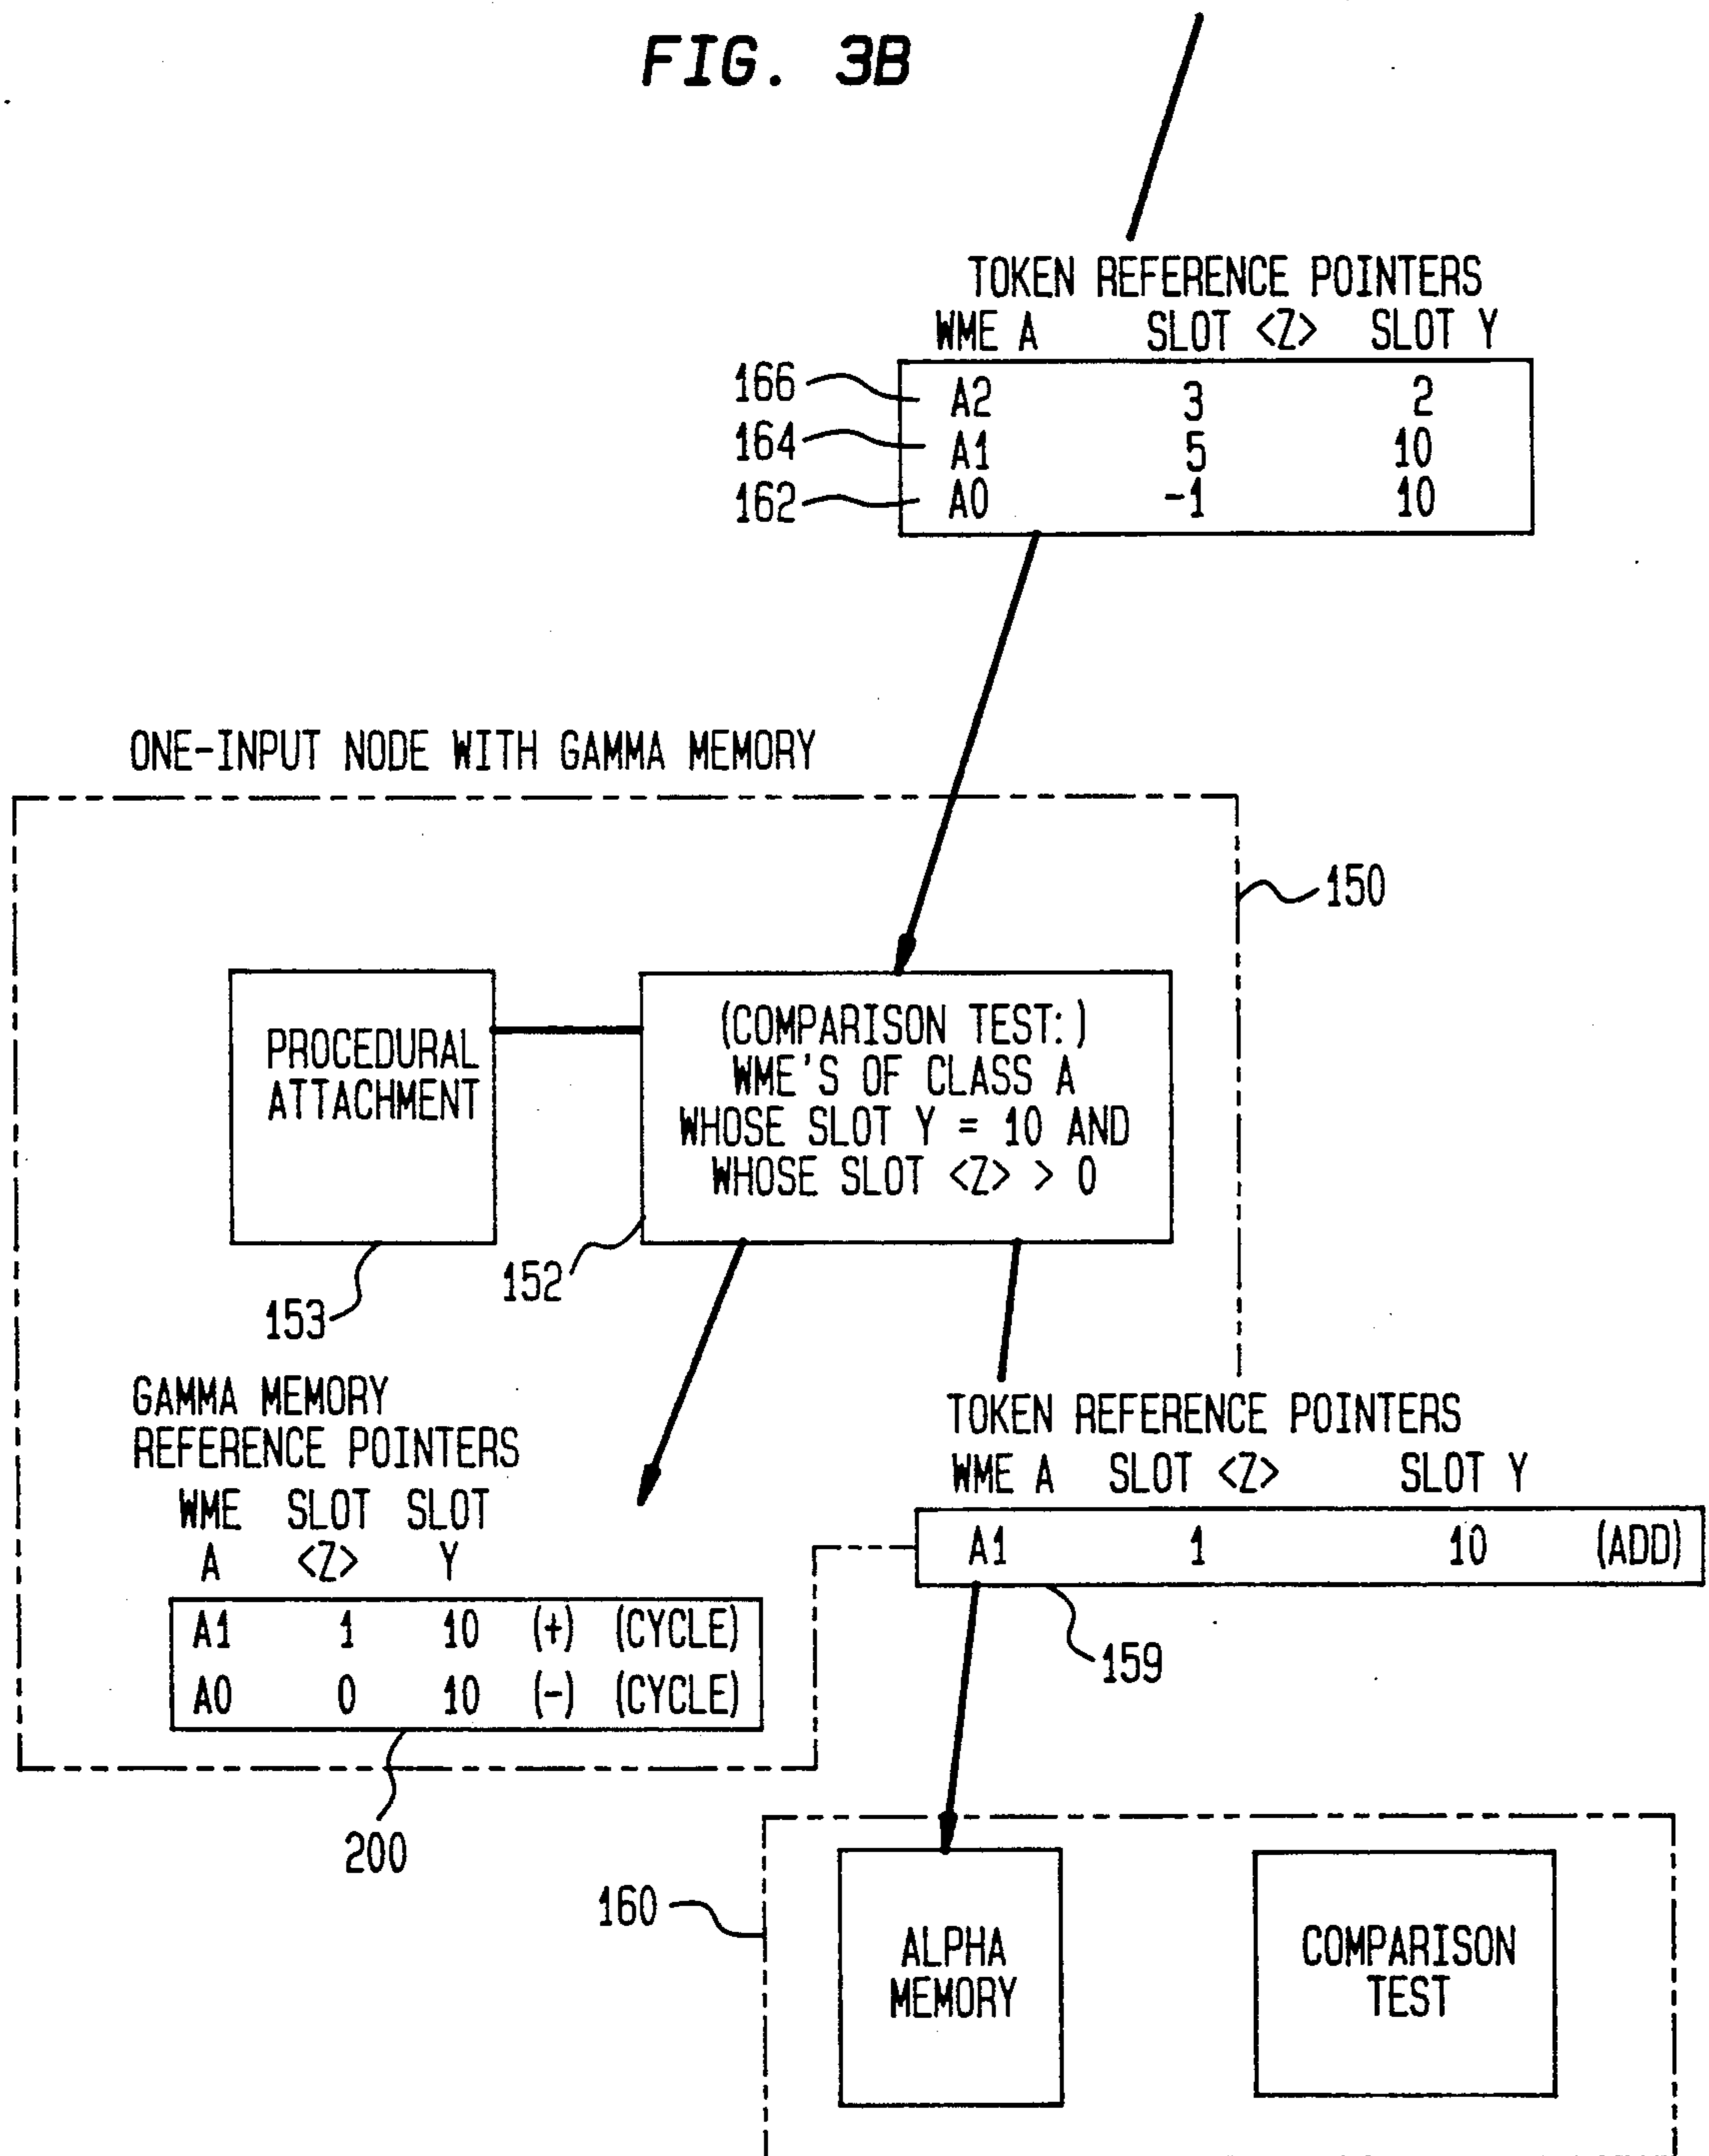 FIG. 3B
TOKEN REFERENCE POINTERS
WME A SLOT <Z> SLOT Y
166 A2 3 2
164 A1 5 10
162 A0 -1 10
ONE-INPUT NODE WITH GAMMA MEMORY
150
PROCEDURAL
ATTACHMENT
153
(COMPARISON TEST:)
WME'S OF CLASS A
WHOSE SLOT Y = 10 AND
WHOSE SLOT <Z> > 0
152
GAMMA MEMORY
REFERENCE POINTERS
WME SLOT SLOT
A <Z> Y
A1 1 10 (+) (CYCLE)
A0 0 10 (-) (CYCLE)
200
TOKEN REFERENCE POINTERS
WME A SLOT <Z> SLOT Y
A1 1 10 (ADD)
159
160
ALPHA
MEMORY
COMPARISON
TEST